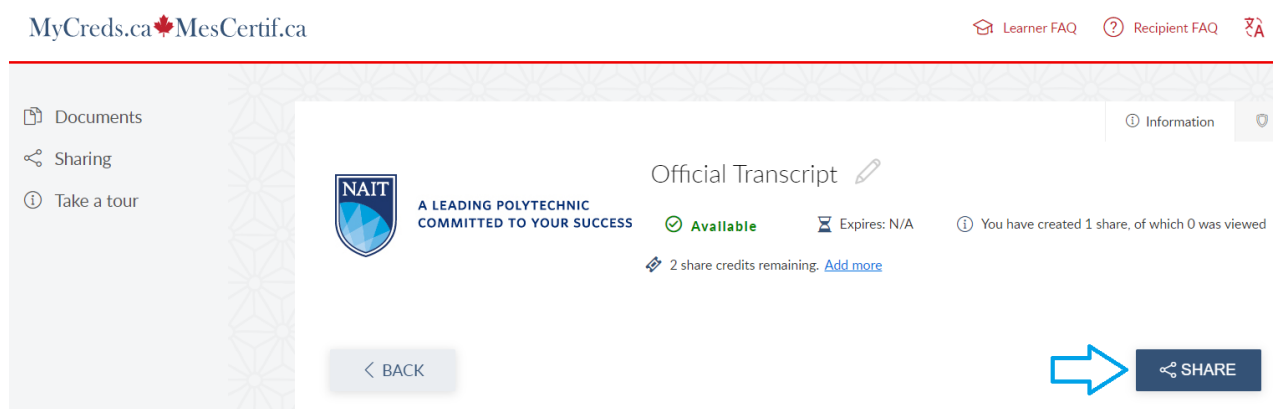 MyCreds.ca MesCertif.ca
Learner FAQ
Recipient FAQ
Documents
Sharing
Take a tour
Information
NAIT
A LEADING POLYTECHNIC
COMMITTED TO YOUR SUCCESS
Official Transcript
Available
Expires: N/A
You have created 1 share, of which 0 was viewed
2 share credits remaining. Add more
< BACK
SHARE